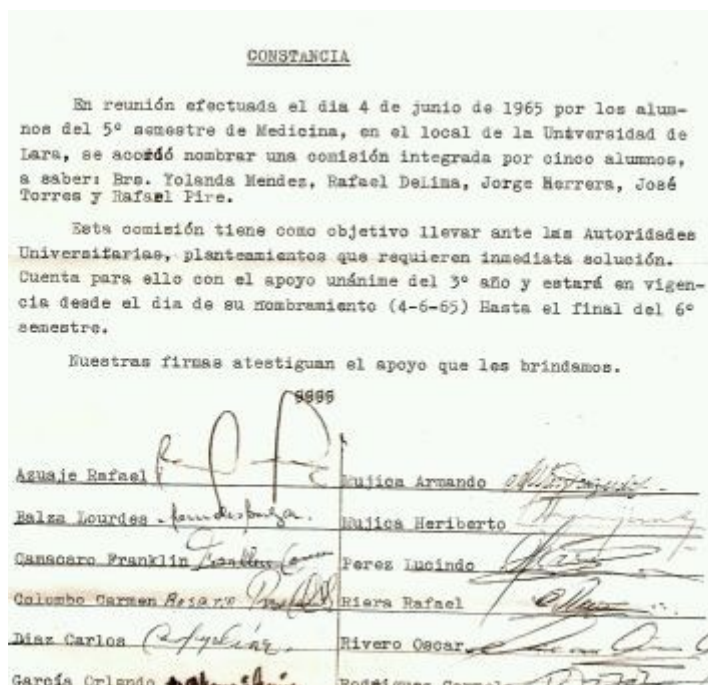 CONSTANCIA
En reunión efectuada el dia 4 de junio de 1965 por los alum-
nos del 5º semestre de Medicina, en el local de la Universidad de
Lara, se acordó nombrar una comisión integrada por cinco alumnos,
a saber: Brs. Yolanda Mendez, Rafael DeLima, Jorge Herrera, José
Torres y Rafael Pire.
Esta comisión tiene como objetivo llevar ante las Autoridades
Universitarias, planteamientos que requieren inmediata solución.
Cuenta para ello con el apoyo unánime del 3º año y estará en vigen-
cia desde el dia de su nombramiento (4-6-65) Hasta el final del 6º
semestre.
Nuestras firmas atestiguan el apoyo que les brindamos.
§§§§
Azuaje Rafael
Mujica Armando
Balza Lourdes
Mujica Heriberto
Canacaro Franklin
Perez Lucindo
Colombo Carmen Rosario
Riera Rafael
Diaz Carlos
Rivero Oscar
García Orlando
Rodriguez